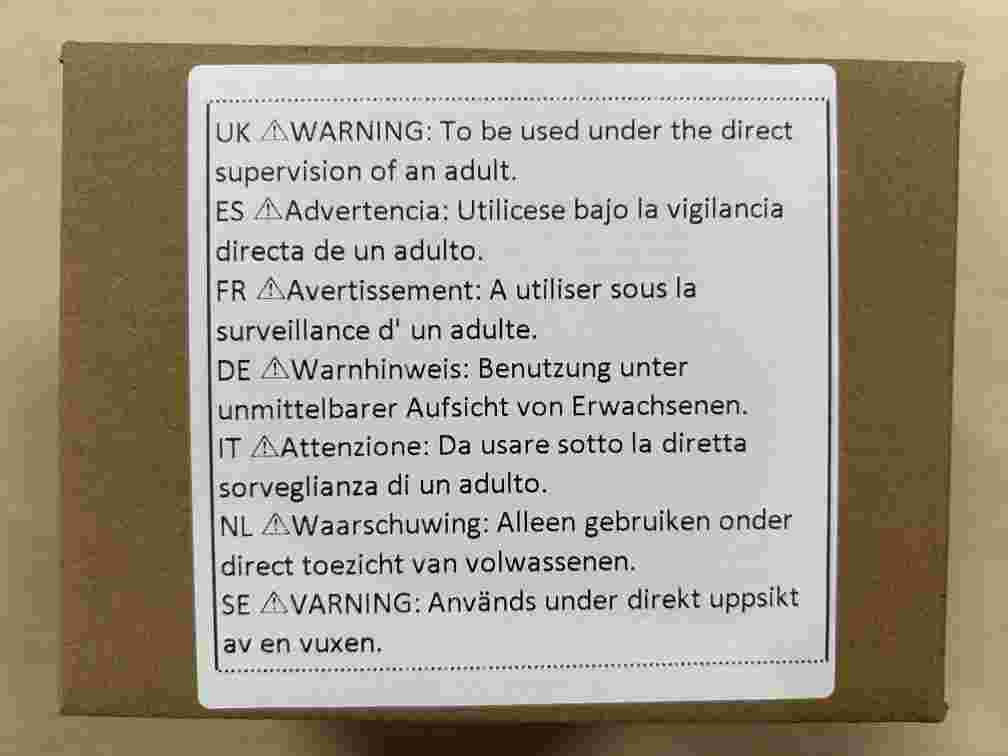 UK ⚠WARNING: To be used under the direct
supervision of an adult.
ES ⚠Advertencia: Utilicese bajo la vigilancia
directa de un adulto.
FR ⚠Avertissement: A utiliser sous la
surveillance d' un adulte.
DE ⚠Warnhinweis: Benutzung unter
unmittelbarer Aufsicht von Erwachsenen.
IT ⚠Attenzione: Da usare sotto la diretta
sorveglianza di un adulto.
NL ⚠Waarschuwing: Alleen gebruiken onder
direct toezicht van volwassenen.
SE ⚠VARNING: Används under direkt uppsikt
av en vuxen.